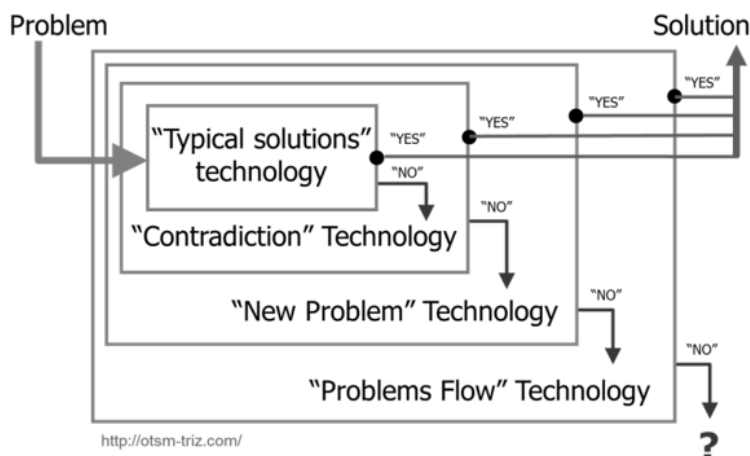 Problem
Solution
“YES”
“YES”
“YES”
“Typical solutions”
technology
“YES”
“NO”
“Contradiction” Technology
“NO”
“New Problem” Technology
“NO”
“Problems Flow” Technology
“NO”
?
http://otsm-triz.com/